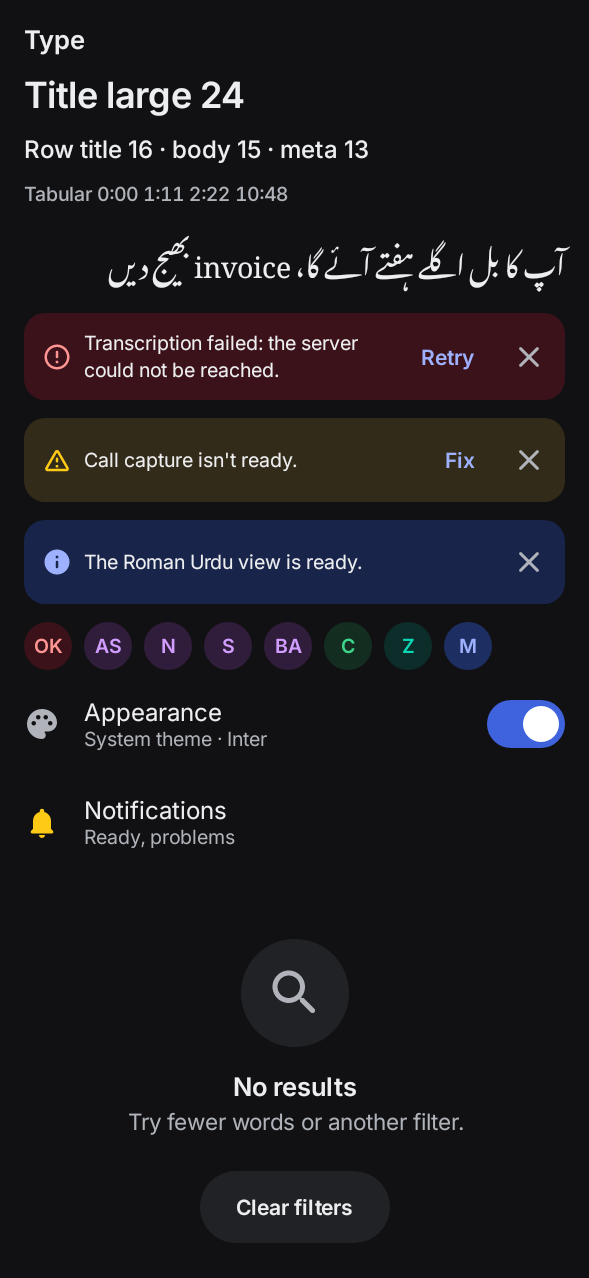 Type
Title large 24
Row title 16 · body 15 · meta 13
Tabular 0:00 1:11 2:22 10:48
آپ کا بل اگلے ہفتے آئے گا، invoice بھیج دیں
Transcription failed: the server
could not be reached.
Retry
Call capture isn't ready.
Fix
The Roman Urdu view is ready.
OK AS N S BA C Z M
Appearance
System theme · Inter
Notifications
Ready, problems
No results
Try fewer words or another filter.
Clear filters